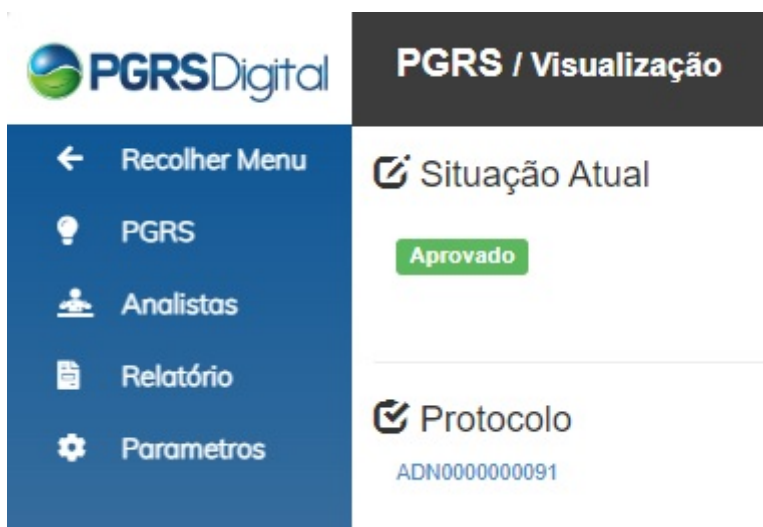 PGRSDigital
Recolher Menu
PGRS
Analistas
Relatório
Parametros
PGRS / Visualização
Situação Atual
Aprovado
Protocolo
ADN0000000091